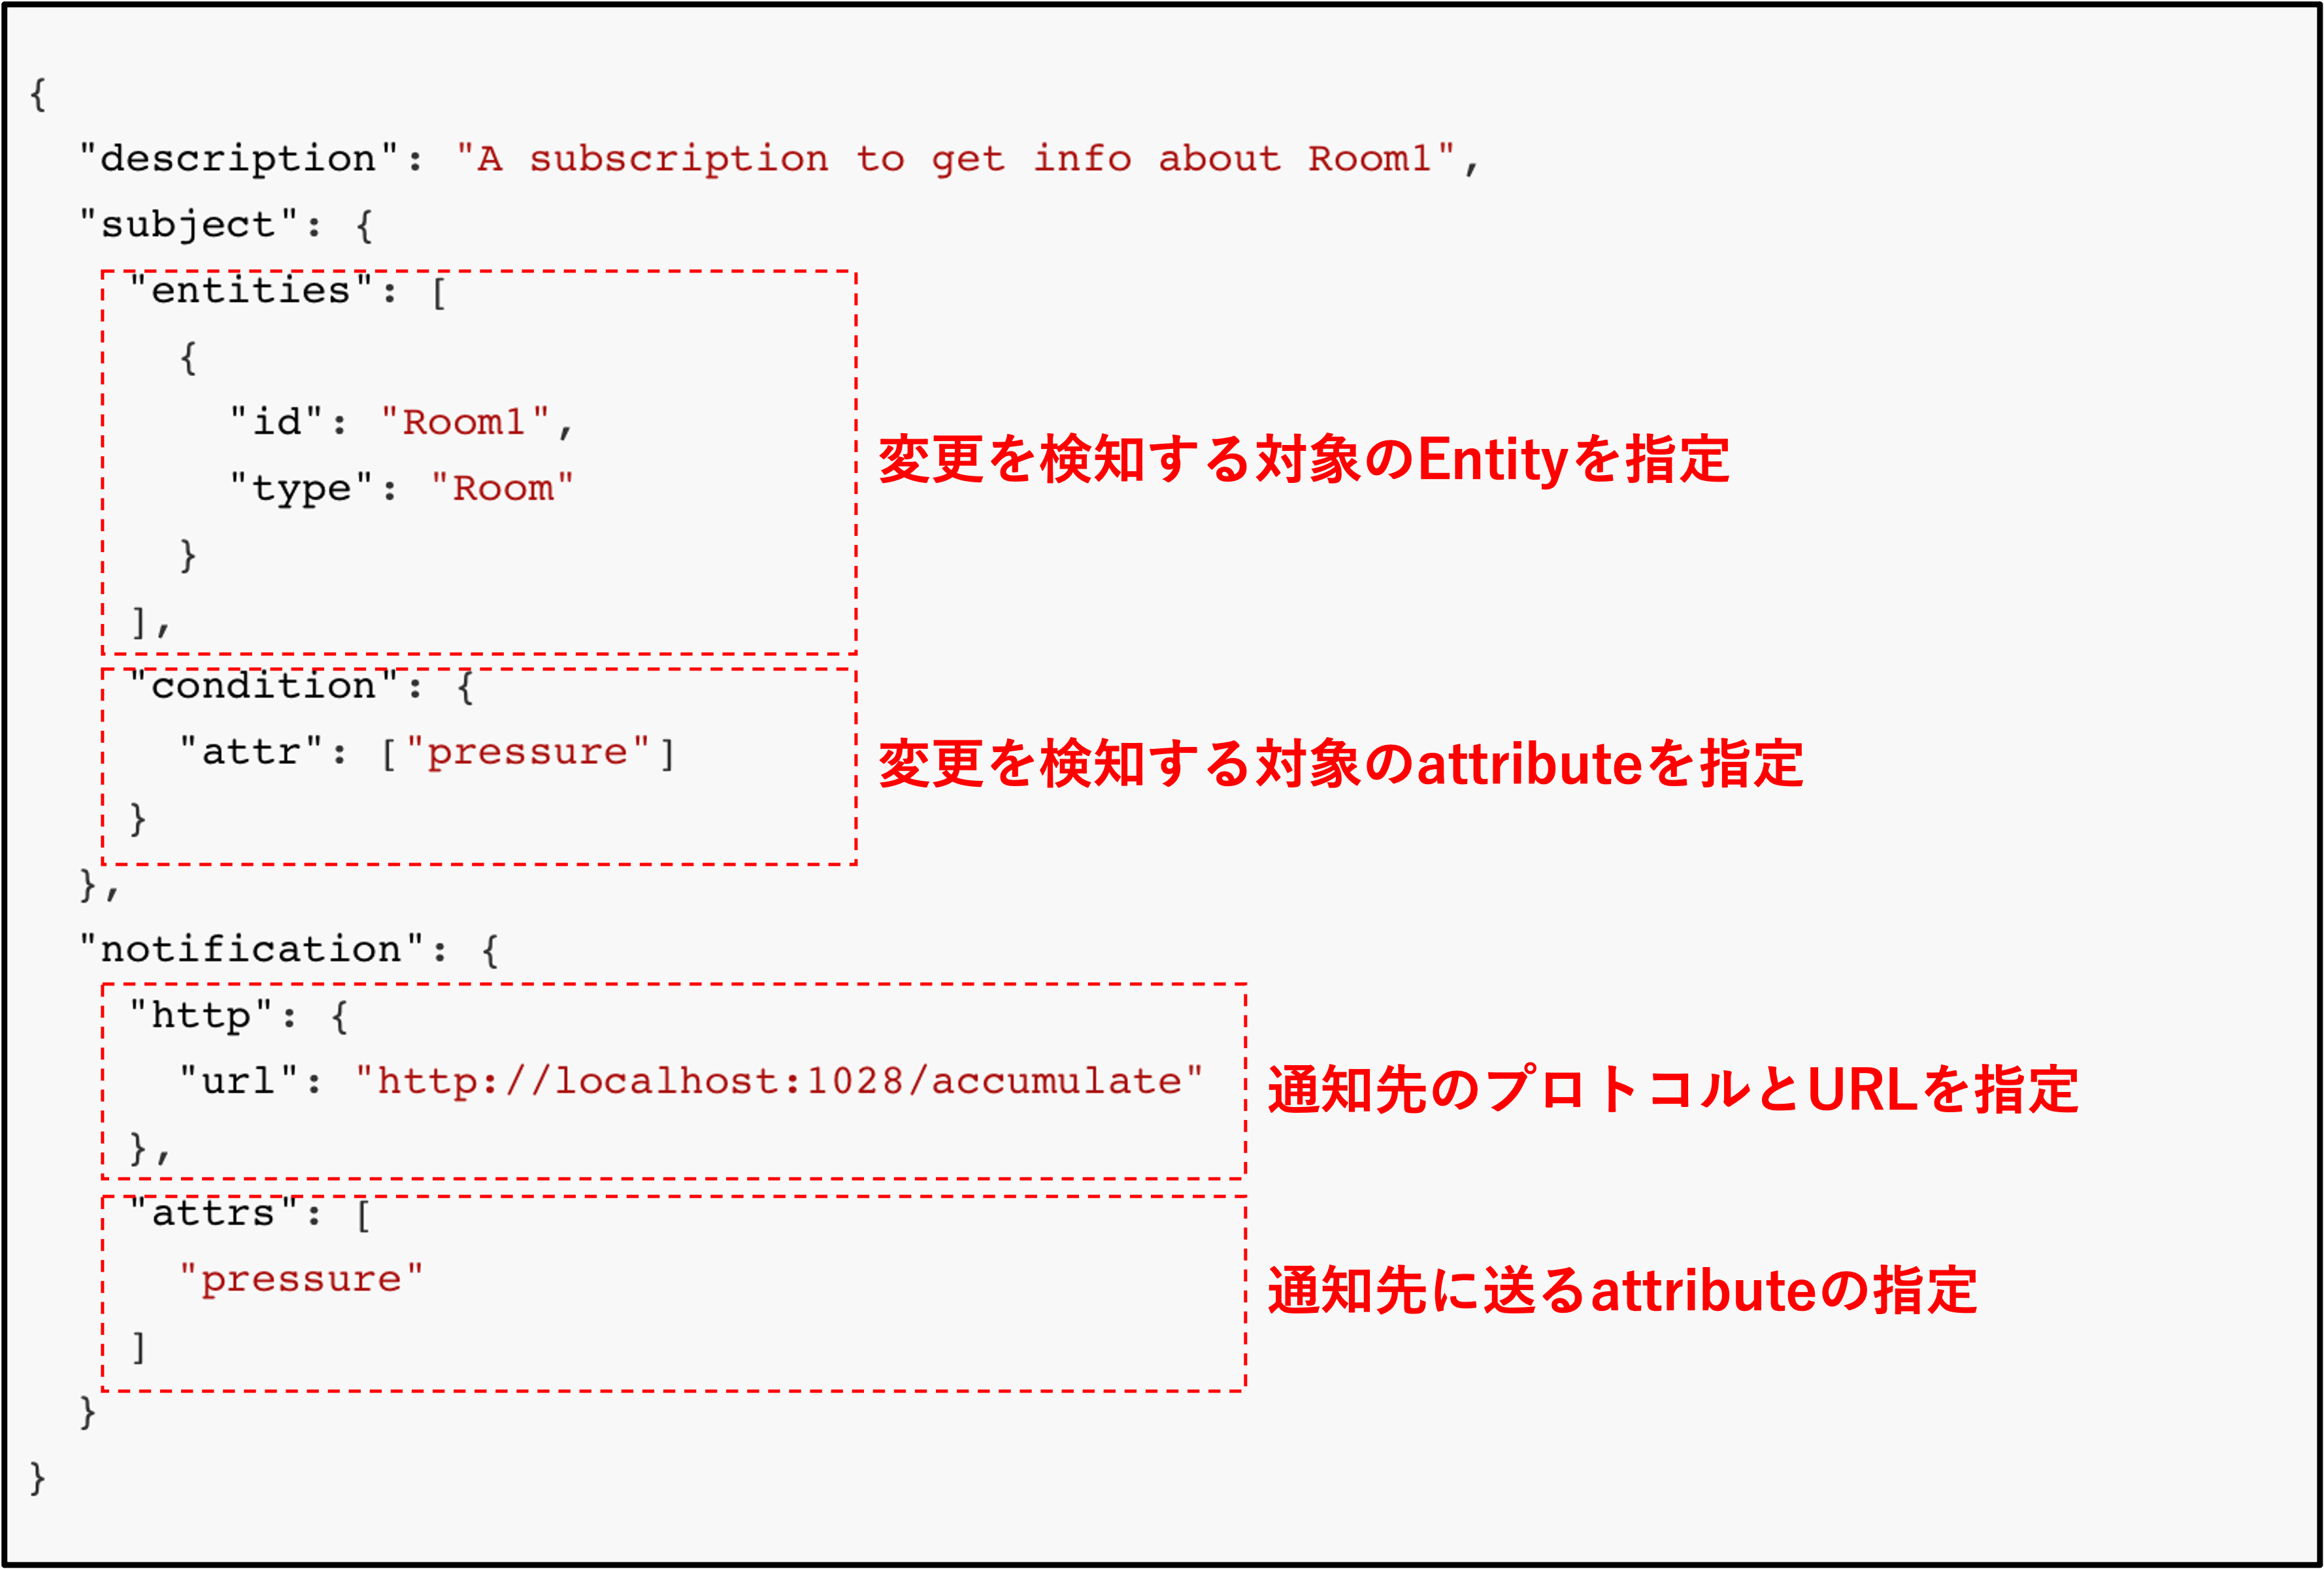 {
"description": "A subscription to get info about Room1",
"subject": {
"entities": [
{
"id": "Room1",
"type": "Room"
}
],
変更を検知する対象のEntityを指定
"condition": {
"attr": ["pressure"]
}
変更を検知する対象のattributeを指定
},
"notification": {
"http": {
"url": "http://localhost:1028/accumulate"
},
通知先のプロトコルとURLを指定
"attrs": [
"pressure"
]
通知先に送るattributeの指定
}
}